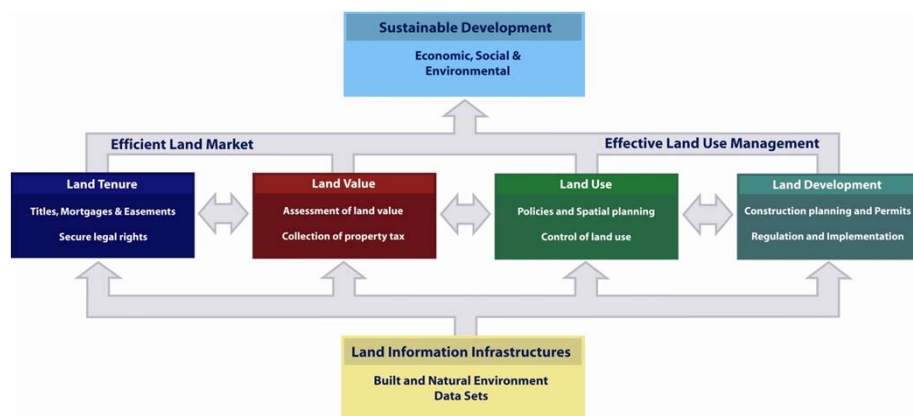 Sustainable Development
Economic, Social &
Environmental
Efficient Land Market
Effective Land Use Management
Land Tenure
Titles, Mortgages & Easements
Secure legal rights
Land Value
Assessment of land value
Collection of property tax
Land Use
Policies and Spatial planning
Control of land use
Land Development
Construction planning and Permits
Regulation and Implementation
Land Information Infrastructures
Built and Natural Environment
Data Sets